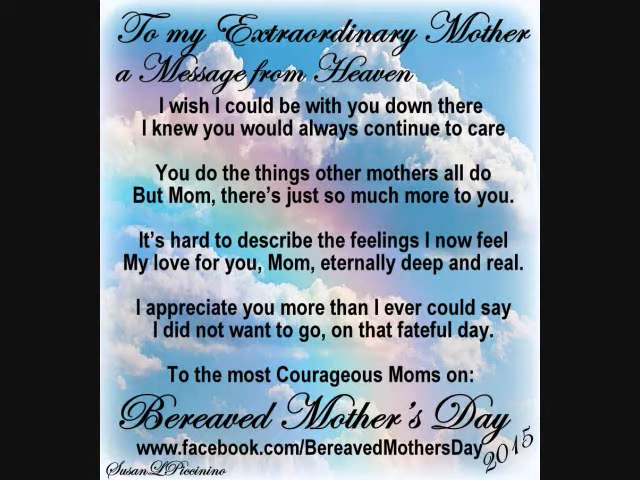 To my Extraordinary Mother
a Message from Heaven
I wish I could be with you down there
I knew you would always continue to care
You do the things other mothers all do
But Mom, there's just so much more to you.
It's hard to describe the feelings I now feel
My love for you, Mom, eternally deep and real.
I appreciate you more than I ever could say
I did not want to go, on that fateful day.
To the most Courageous Moms on:
Bereaved Mother's Day
www.facebook.com/BereavedMothersDay
2015
Susan L Piccinino